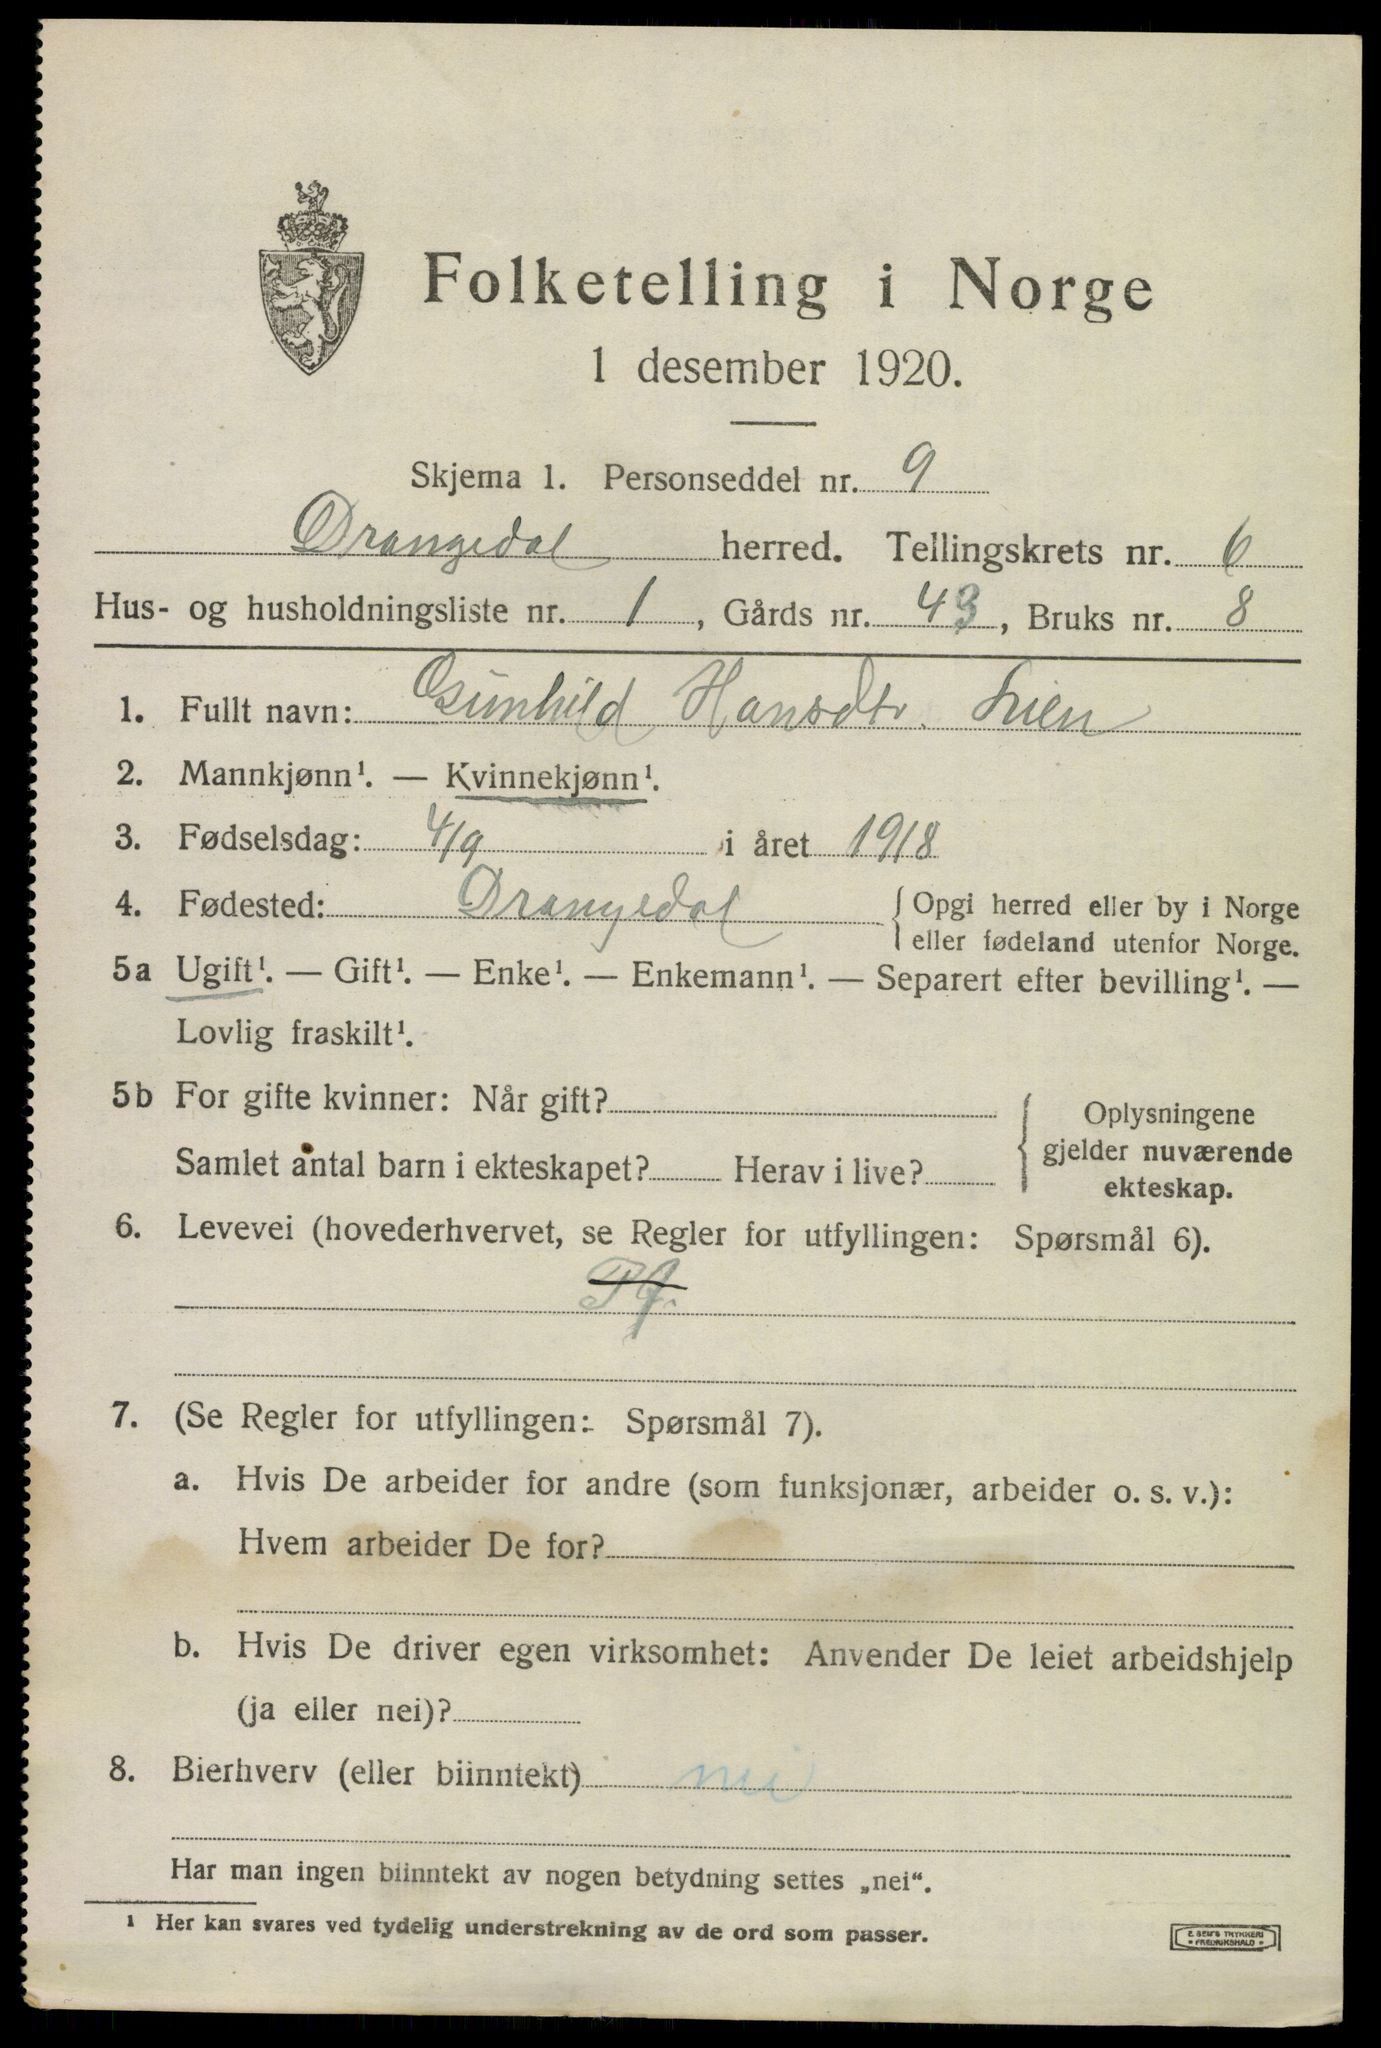 Folketelling i Norge
1 desember 1920.
Skjema 1. Personseddel nr. 9
Drangedal herred. Tellingskrets nr. 6
Hus- og husholdningsliste nr. 1, Gårds nr. 43, Bruks nr. 8
1. Fullt navn: Gunhild Hansdtr. Lien
2. Mannkjønn¹. — Kvinnekjønn¹.
3. Fødselsdag: 4/9 i året 1918
4. Fødested: Drangedal { Opgi herred eller by i Norge
eller fødeland utenfor Norge.
5a Ugift¹. — Gift¹. — Enke¹. — Enkemann¹. — Separert efter bevilling¹. —
Lovlig fraskilt¹.
5b For gifte kvinner: Når gift?
Samlet antal barn i ekteskapet? Herav i live?
{ Oplysningene
gjelder nuværende
ekteskap.
6. Levevei (hovederhvervet, se Regler for utfyllingen: Spørsmål 6).
7. (Se Regler for utfyllingen: Spørsmål 7).
a. Hvis De arbeider for andre (som funksjonær, arbeider o. s. v.):
Hvem arbeider De for?
b. Hvis De driver egen virksomhet: Anvender De leiet arbeidshjelp
(ja eller nei)?
8. Bierhverv (eller biinntekt) nei
Har man ingen biinntekt av nogen betydning settes „nei“.
¹ Her kan svares ved tydelig understrekning av de ord som passer.
E. SEM'S TRYKKERI
* FREDRIKSHALD *